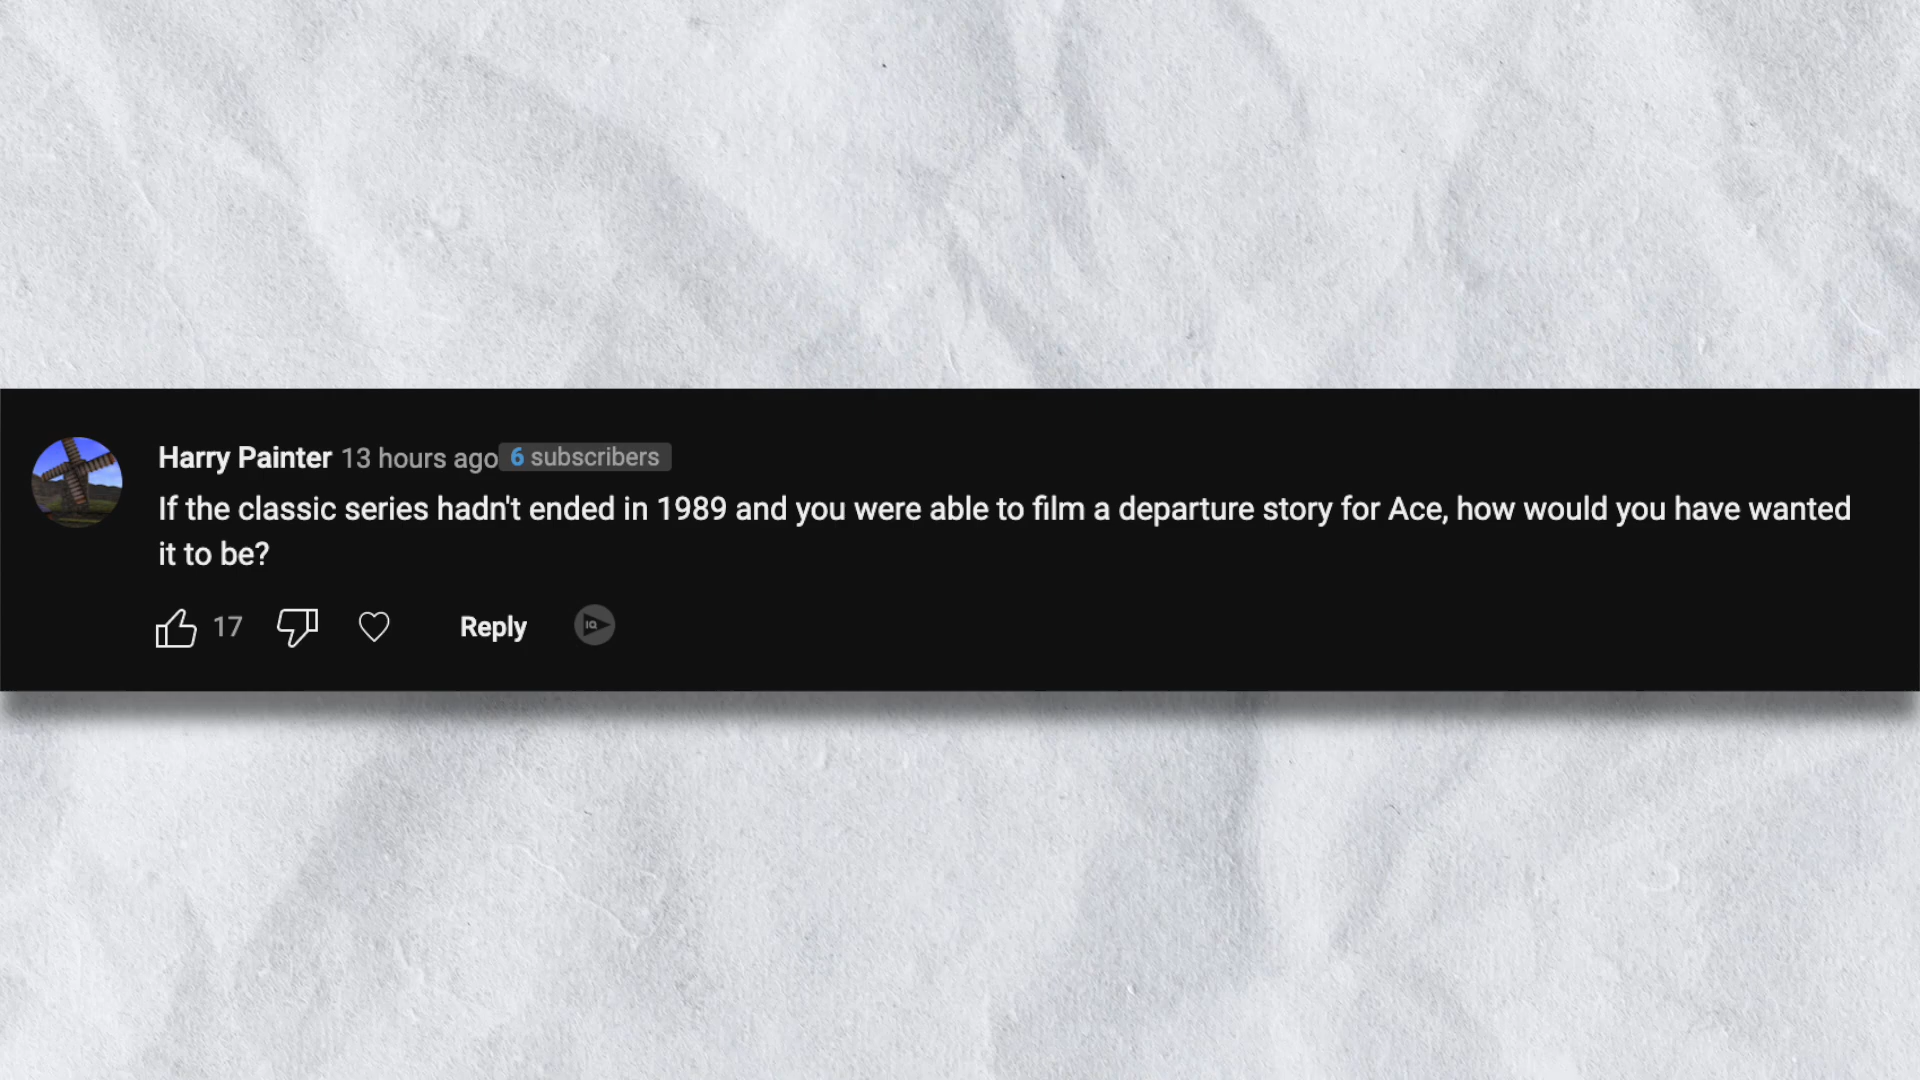 Harry Painter 13 hours ago 6 subscribers
If the classic series hadn't ended in 1989 and you were able to film a departure story for Ace, how would you have wanted
it to be?
17 Reply IQ